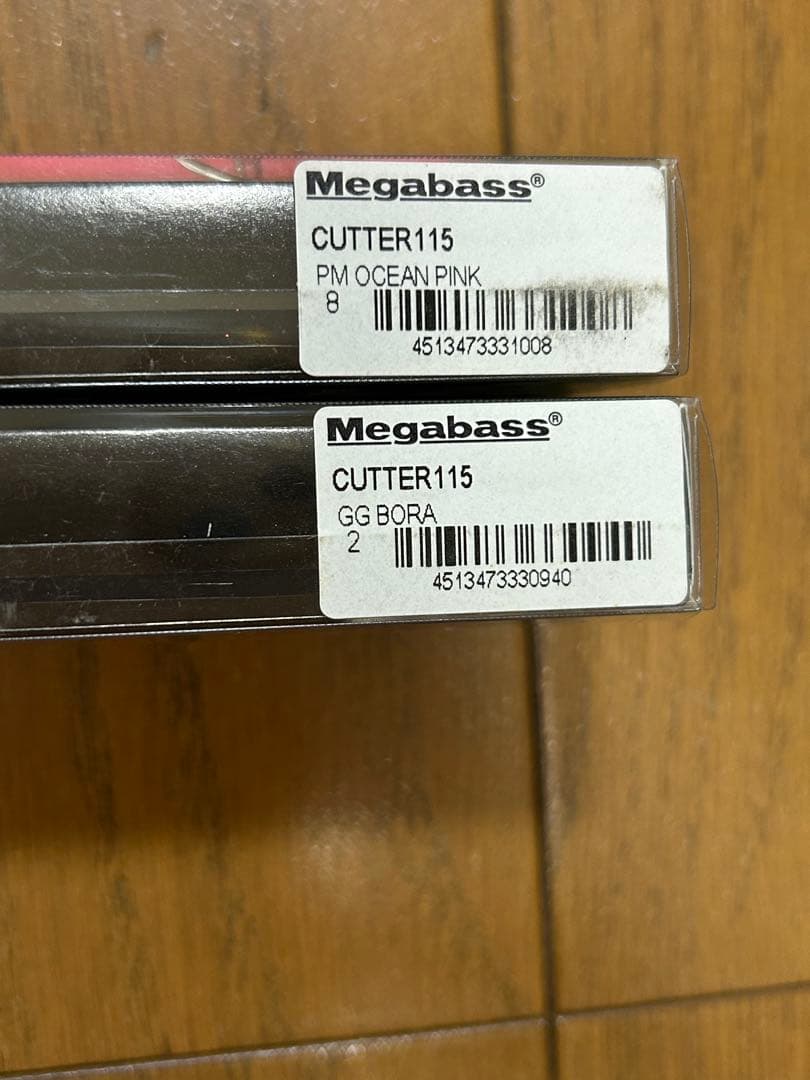 Megabass®
CUTTER115
PM OCEAN PINK
8
4513473331008
Megabass®
CUTTER115
GG BORA
2
4513473330940